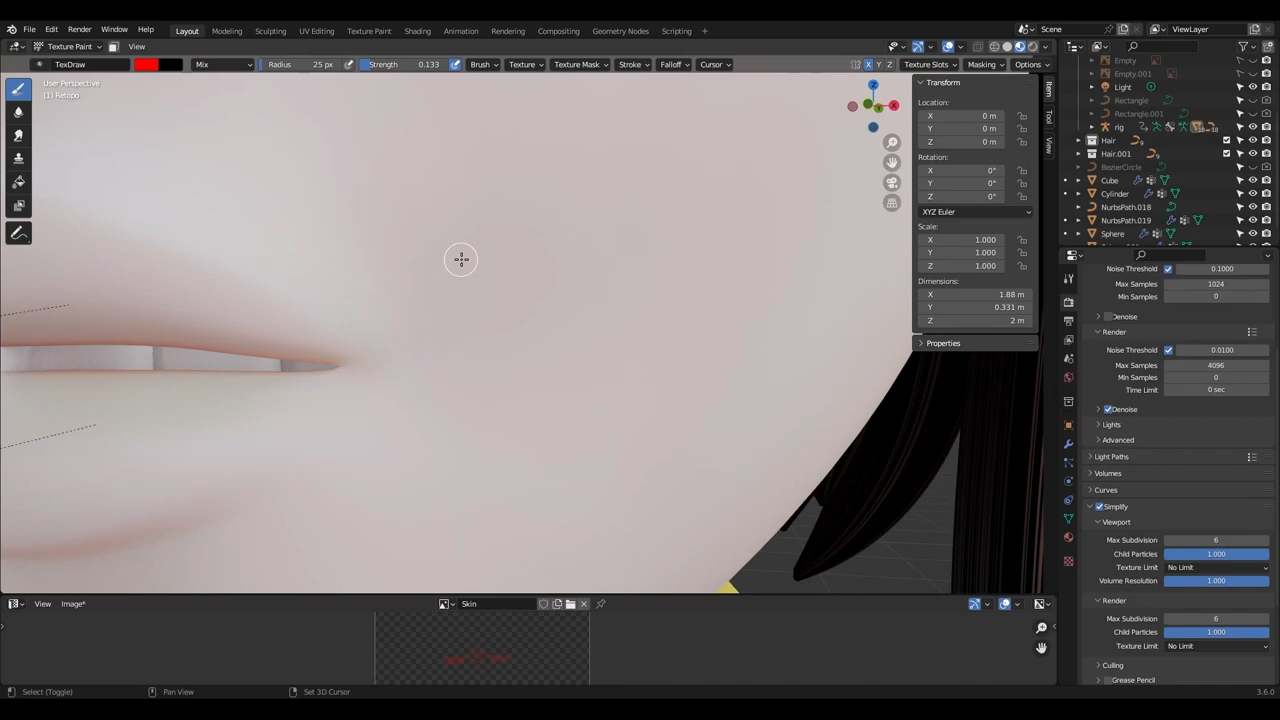 File Edit Render Window Help Layout Modeling Sculpting UV Editing Texture Paint Shading Animation Rendering Compositing Geometry Nodes Scripting + Scene ViewLayer
Texture Paint View
TexDraw Mix Radius 25 px Strength 0.133 Brush Texture Texture Mask Stroke Falloff Cursor X Y Z Texture Slots Masking Options
User Perspective
(1) Retopo
Transform
Location:
X 0 m
Y 0 m
Z 0 m
Rotation:
X 0°
Y 0°
Z 0°
XYZ Euler
Scale:
X 1.000
Y 1.000
Z 1.000
Dimensions:
X 1.88 m
Y 0.331 m
Z 2 m
Properties
Item
Tool
View
Z
X
Empty
Empty.001
Light
Rectangle
Rectangle.001
rig
Hair
Hair.001
BezierCircle
Cube
Cylinder
NurbsPath.018
NurbsPath.019
Sphere
Noise Threshold 0.1000
Max Samples 1024
Min Samples 0
Denoise
Render
Noise Threshold 0.0100
Max Samples 4096
Min Samples 0
Time Limit 0 sec
Denoise
Lights
Advanced
Light Paths
Volumes
Curves
Simplify
Viewport
Max Subdivision 6
Child Particles 1.000
Texture Limit No Limit
Volume Resolution 1.000
Render
Max Subdivision 6
Child Particles 1.000
Texture Limit No Limit
Culling
Grease Pencil
View Image* Skin
Select (Toggle) Pan View Set 3D Cursor 3.6.0